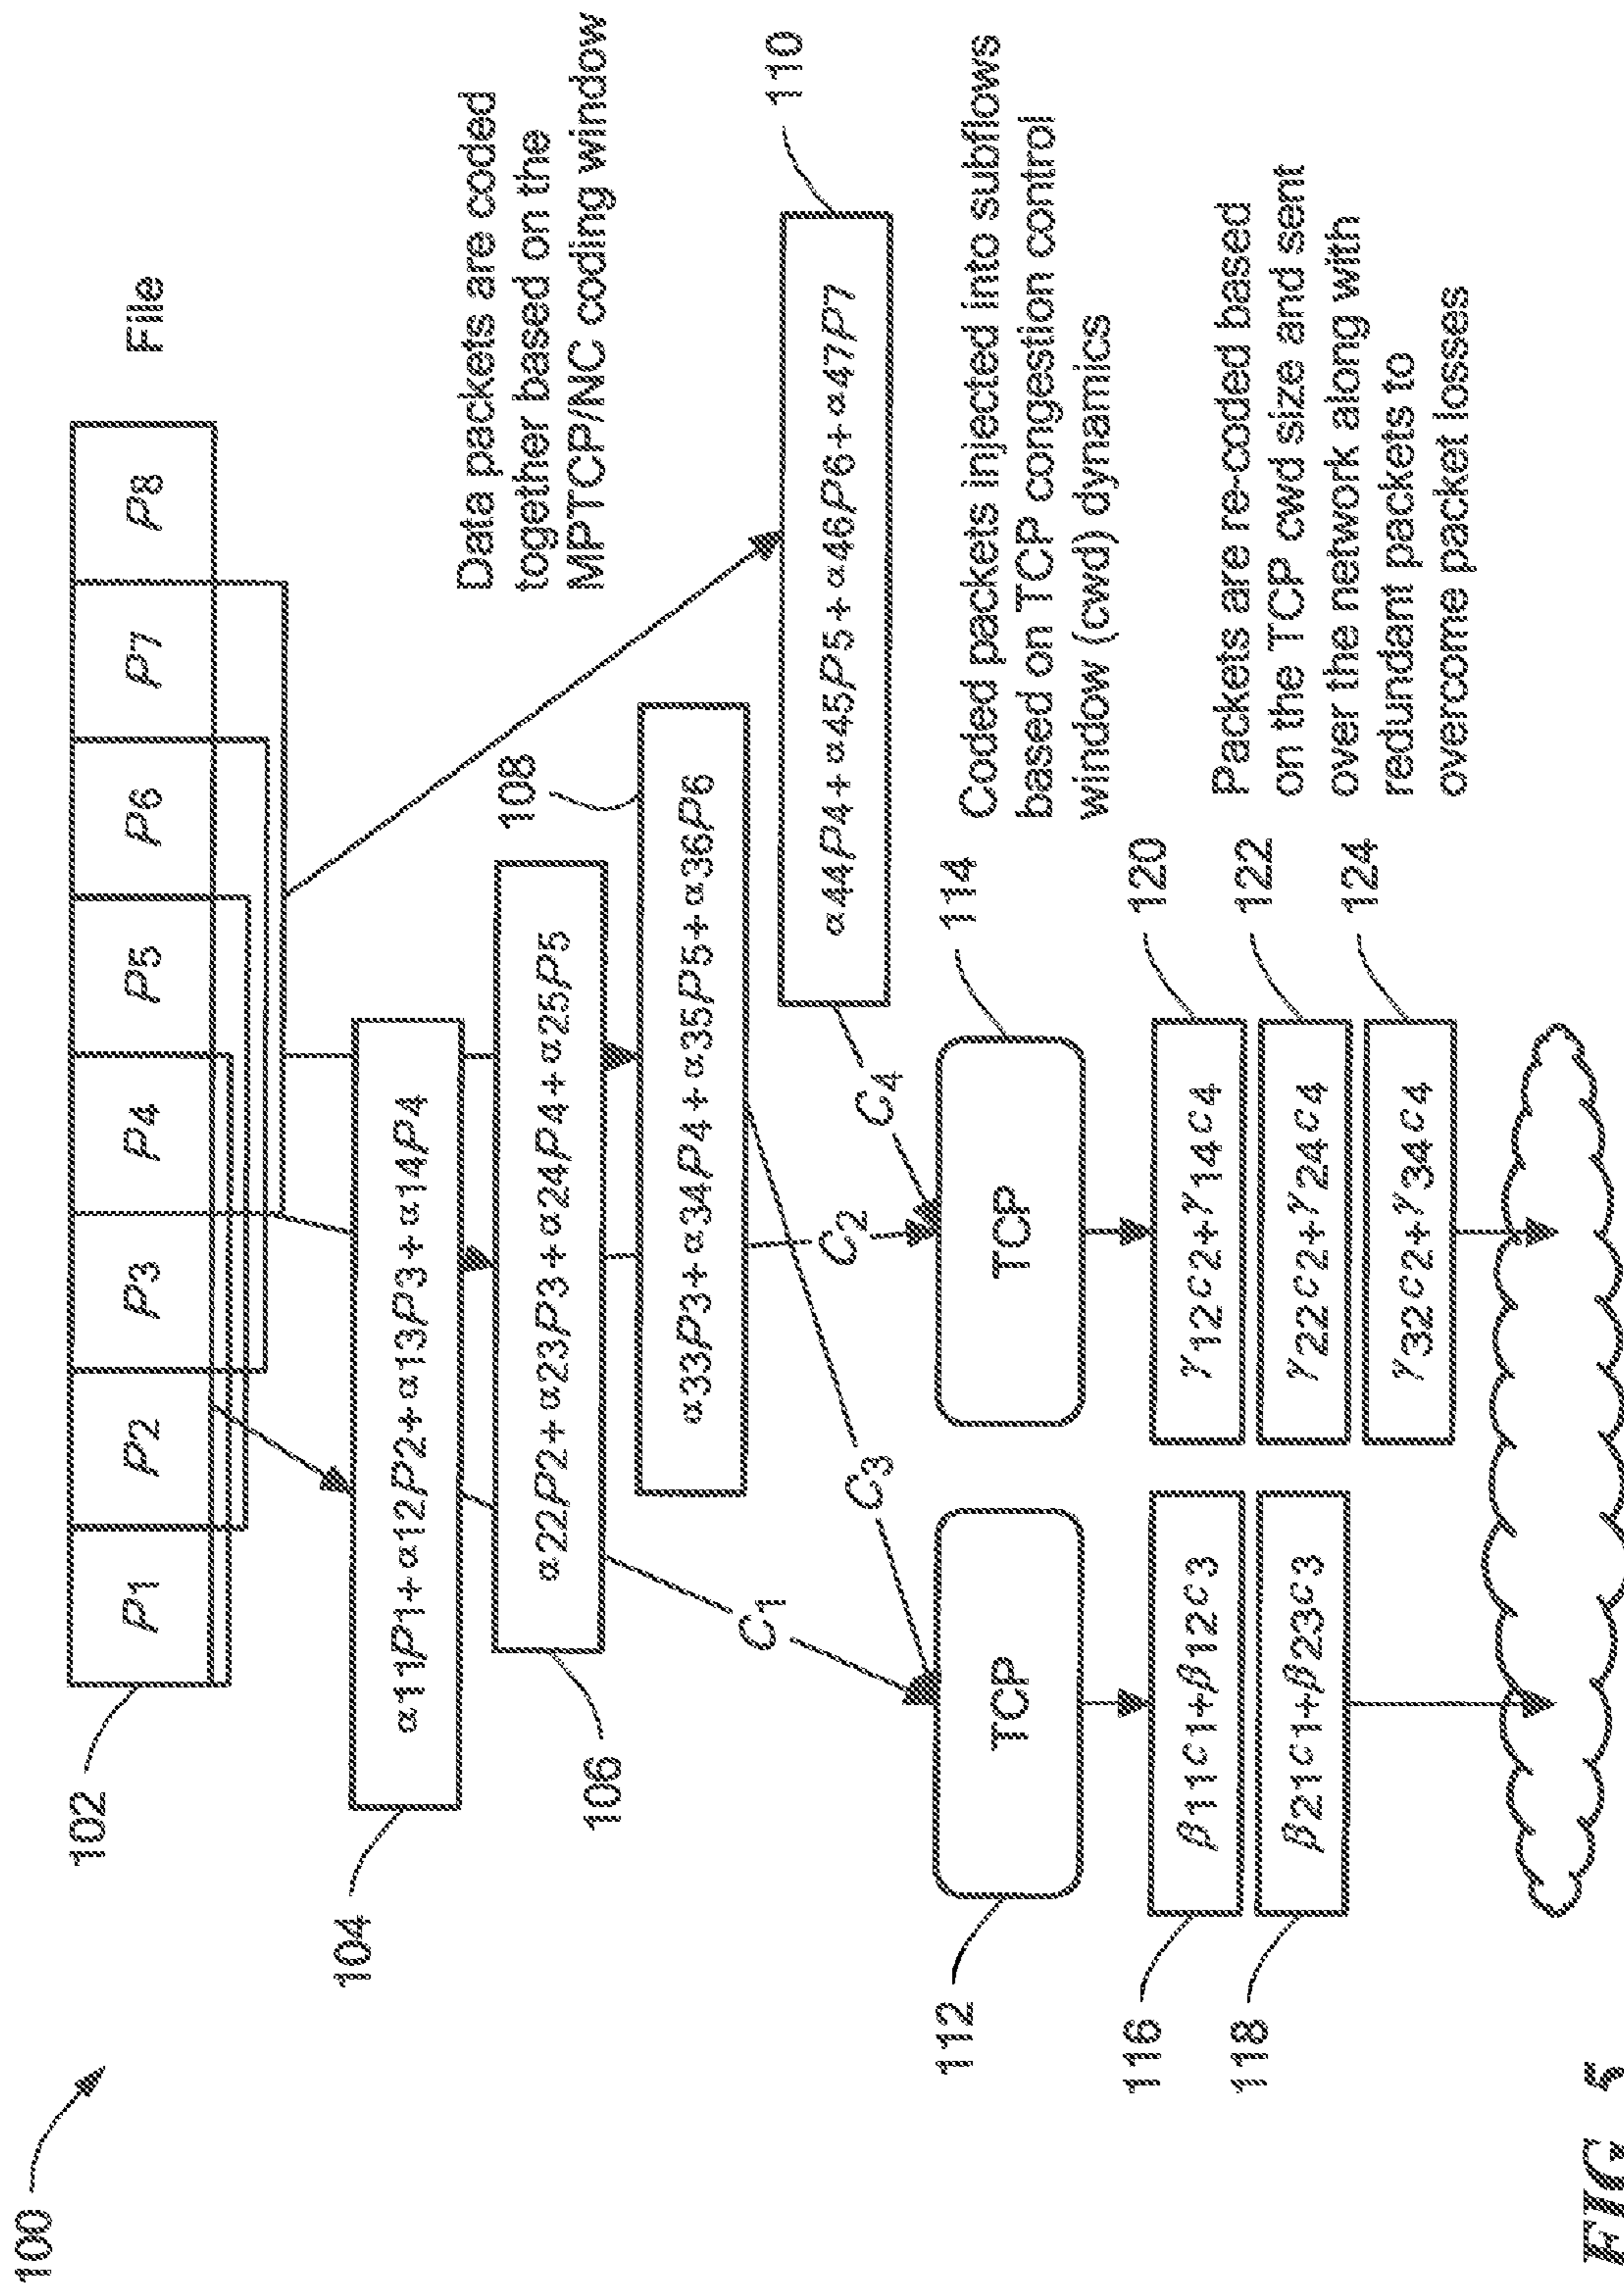 100
102
P1 P2 P3 P4 P5 P6 P7 P8
File
104
α11P1+α12P2+α13P3+α14P4
Data packets are coded
together based on the
MPTCP/NC coding window
106
α22P2+α23P3+α24P4+α25P5
108
α33P3+α34P4+α35P5+α36P6
110
α44P4+α45P5+α46P6+α47P7
C1
C3
C2
C4
Coded packets injected into subflows
based on TCP congestion control
window (cwd) dynamics
112
TCP
114
TCP
116
β11c1+β12c3
118
β21c1+β23c3
120
γ12c2+γ14c4
122
γ22c2+γ24c4
124
γ32c2+γ34c4
Packets are re-coded based
on the TCP cwd size and sent
over the network along with
redundant packets to
overcome packet losses
FIG. 5